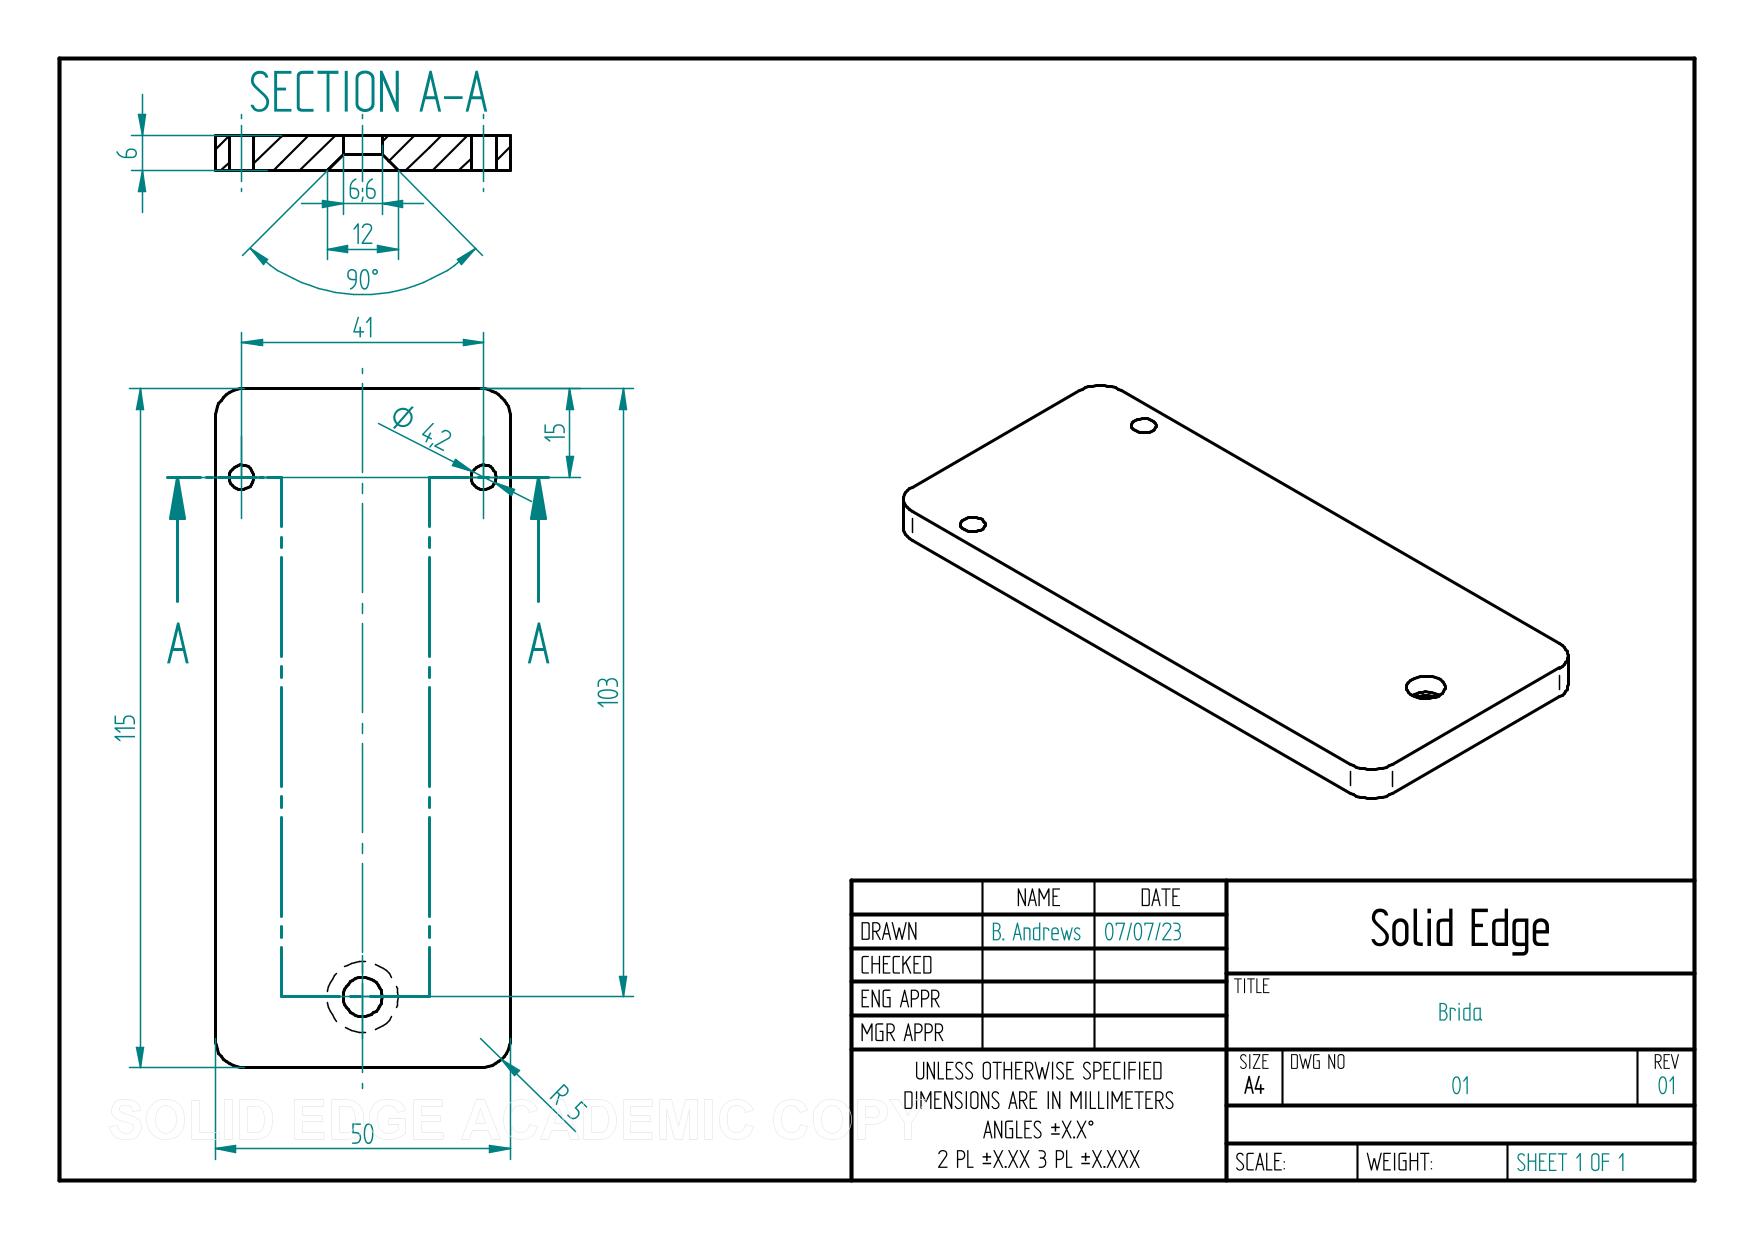 SECTION A-A
6
6,6
12
90°
41
Ø 4,2
15
A
A
103
115
R 5
50
SOLID EDGE ACADEMIC COPY
NAME DATE
DRAWN B. Andrews 07/07/23
CHECKED
ENG APPR
MGR APPR
UNLESS OTHERWISE SPECIFIED
DIMENSIONS ARE IN MILLIMETERS
ANGLES ±X.X°
2 PL ±X.XX 3 PL ±X.XXX
Solid Edge
TITLE
Brida
SIZE DWG NO REV
A4 01 01
SCALE: WEIGHT: SHEET 1 OF 1